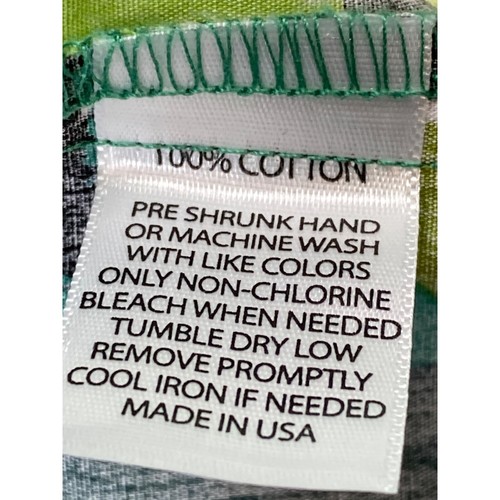 100% COTTON
PRE SHRUNK HAND
OR MACHINE WASH
WITH LIKE COLORS
ONLY NON-CHLORINE
BLEACH WHEN NEEDED
TUMBLE DRY LOW
REMOVE PROMPTLY
COOL IRON IF NEEDED
MADE IN USA